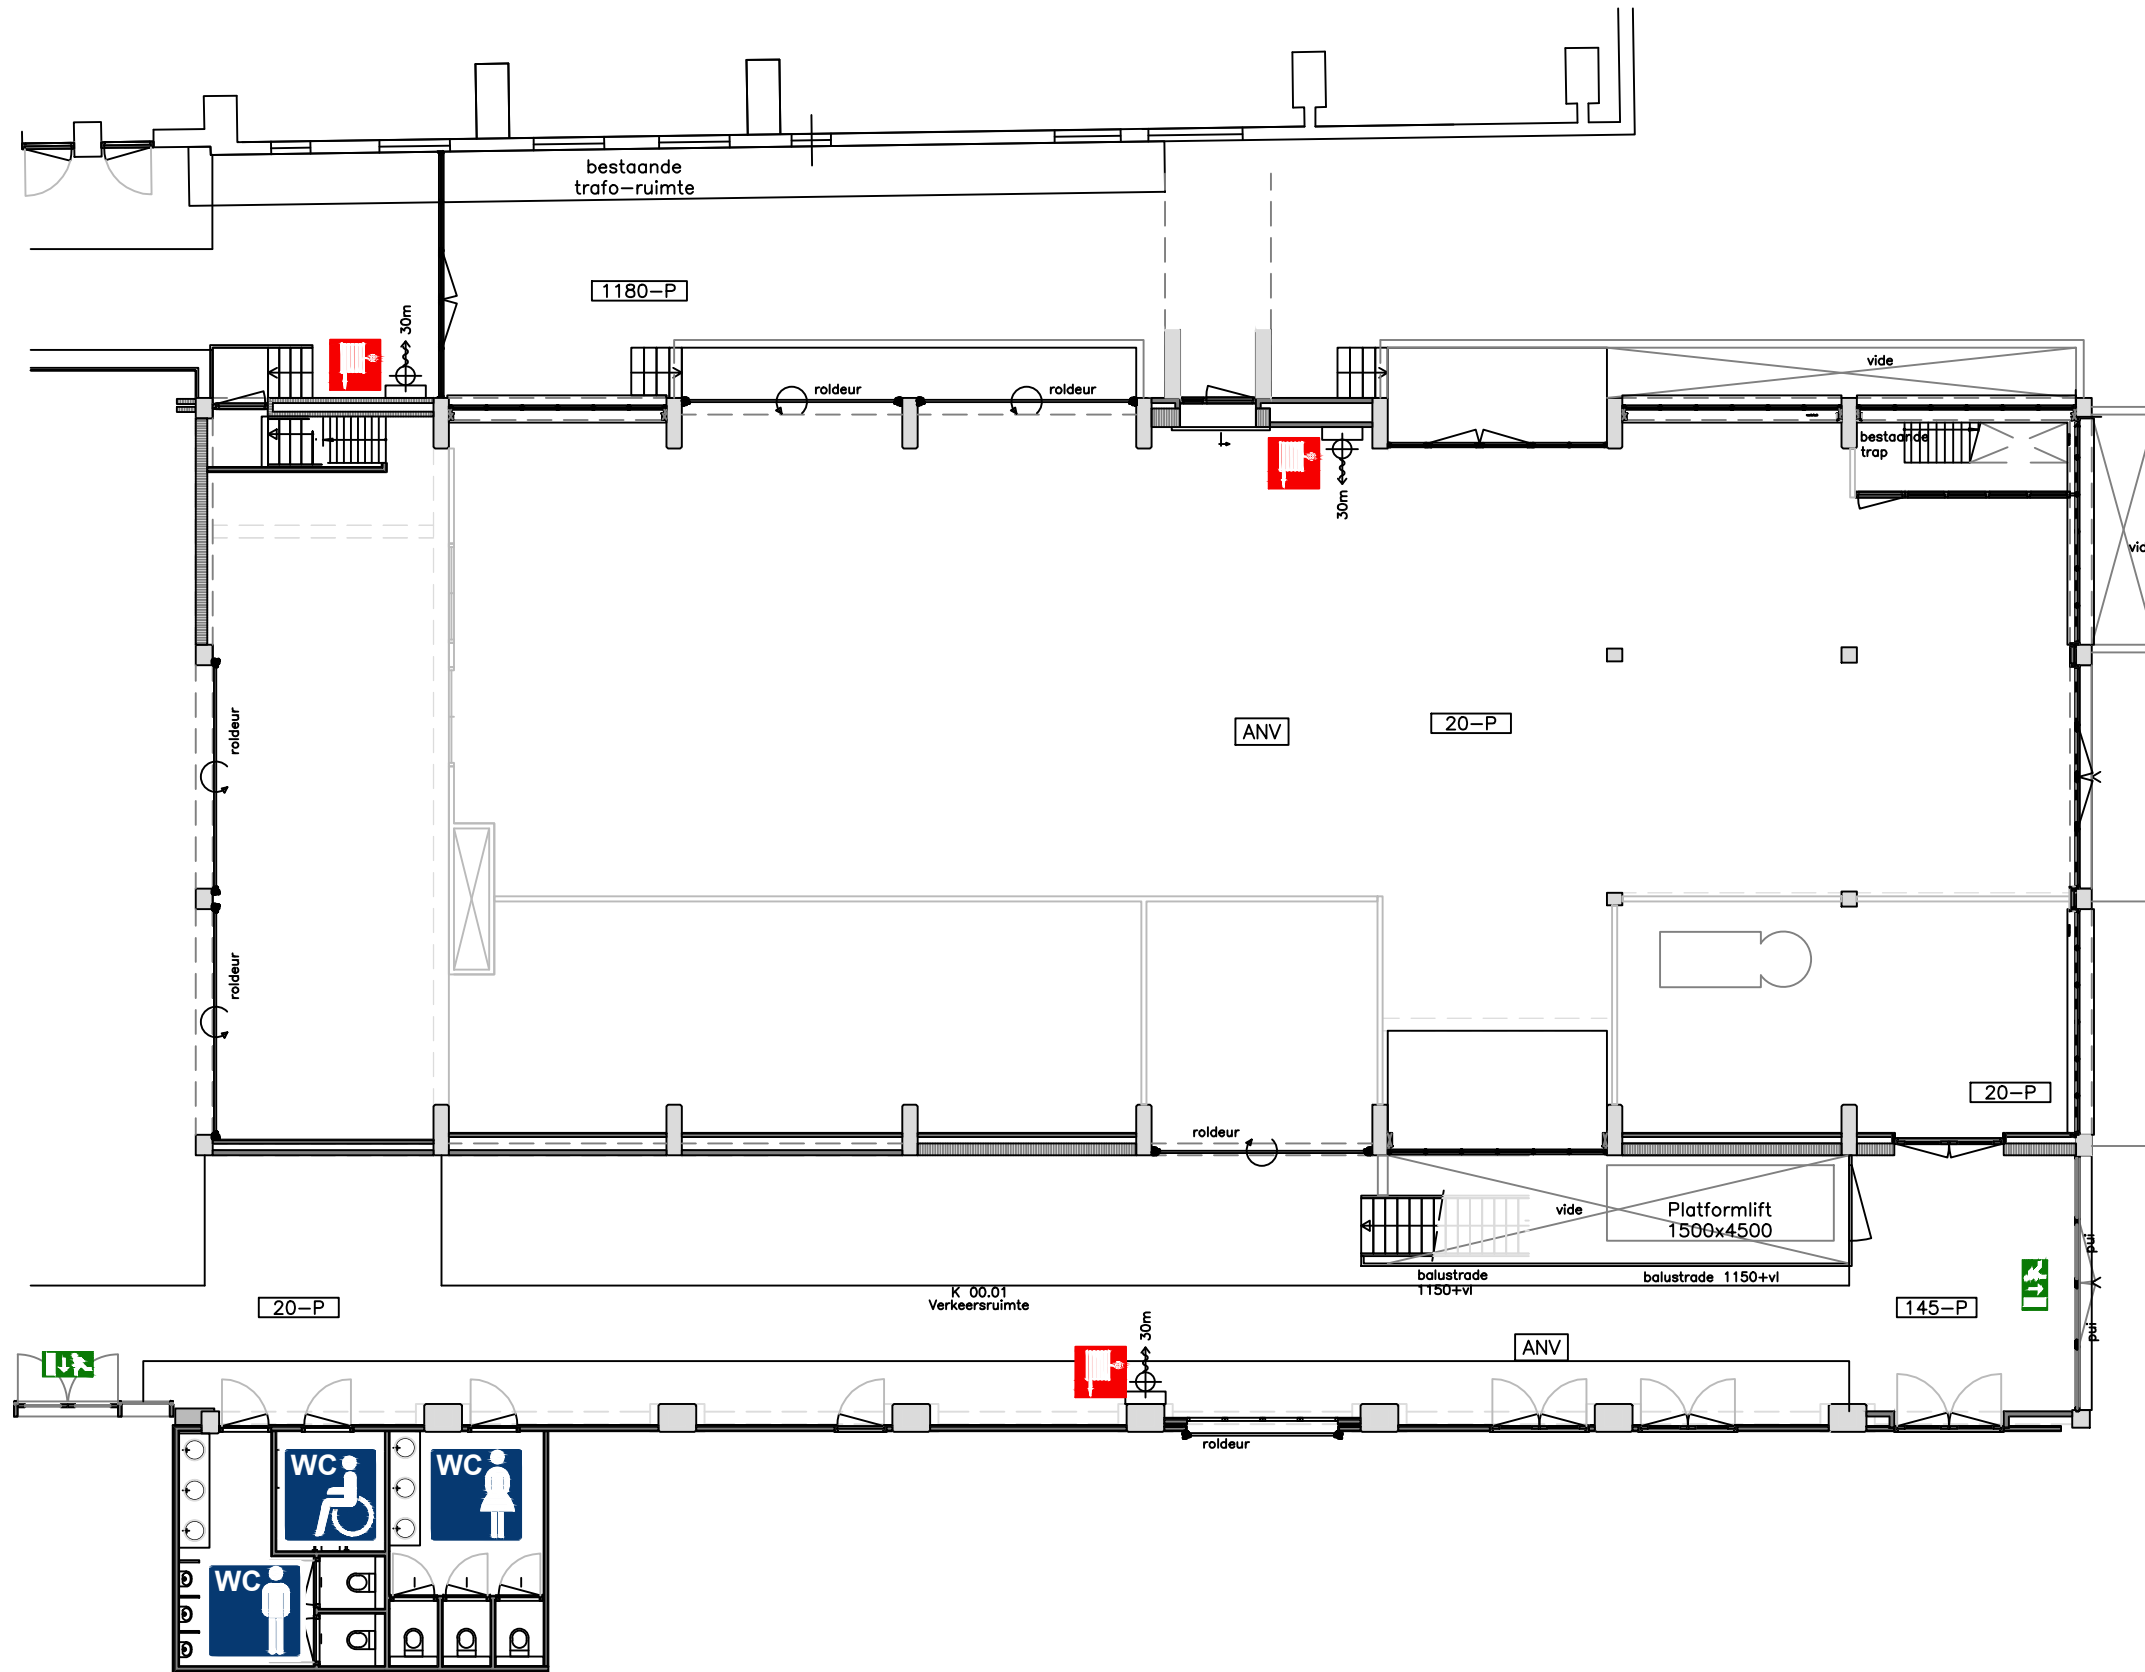 bestaande
trafo-ruimte
1180-P
30m
roldeur
roldeur
vide
bestaande
trap
30m
vid
roldeur
ANV
20-P
roldeur
20-P
roldeur
vide
Platformlift
1500x4500
pui
balustrade
1150+vl
balustrade 1150+vl
K 00.01
Verkeersruimte
20-P
145-P
30m
pui
ANV
roldeur
WC
WC
WC